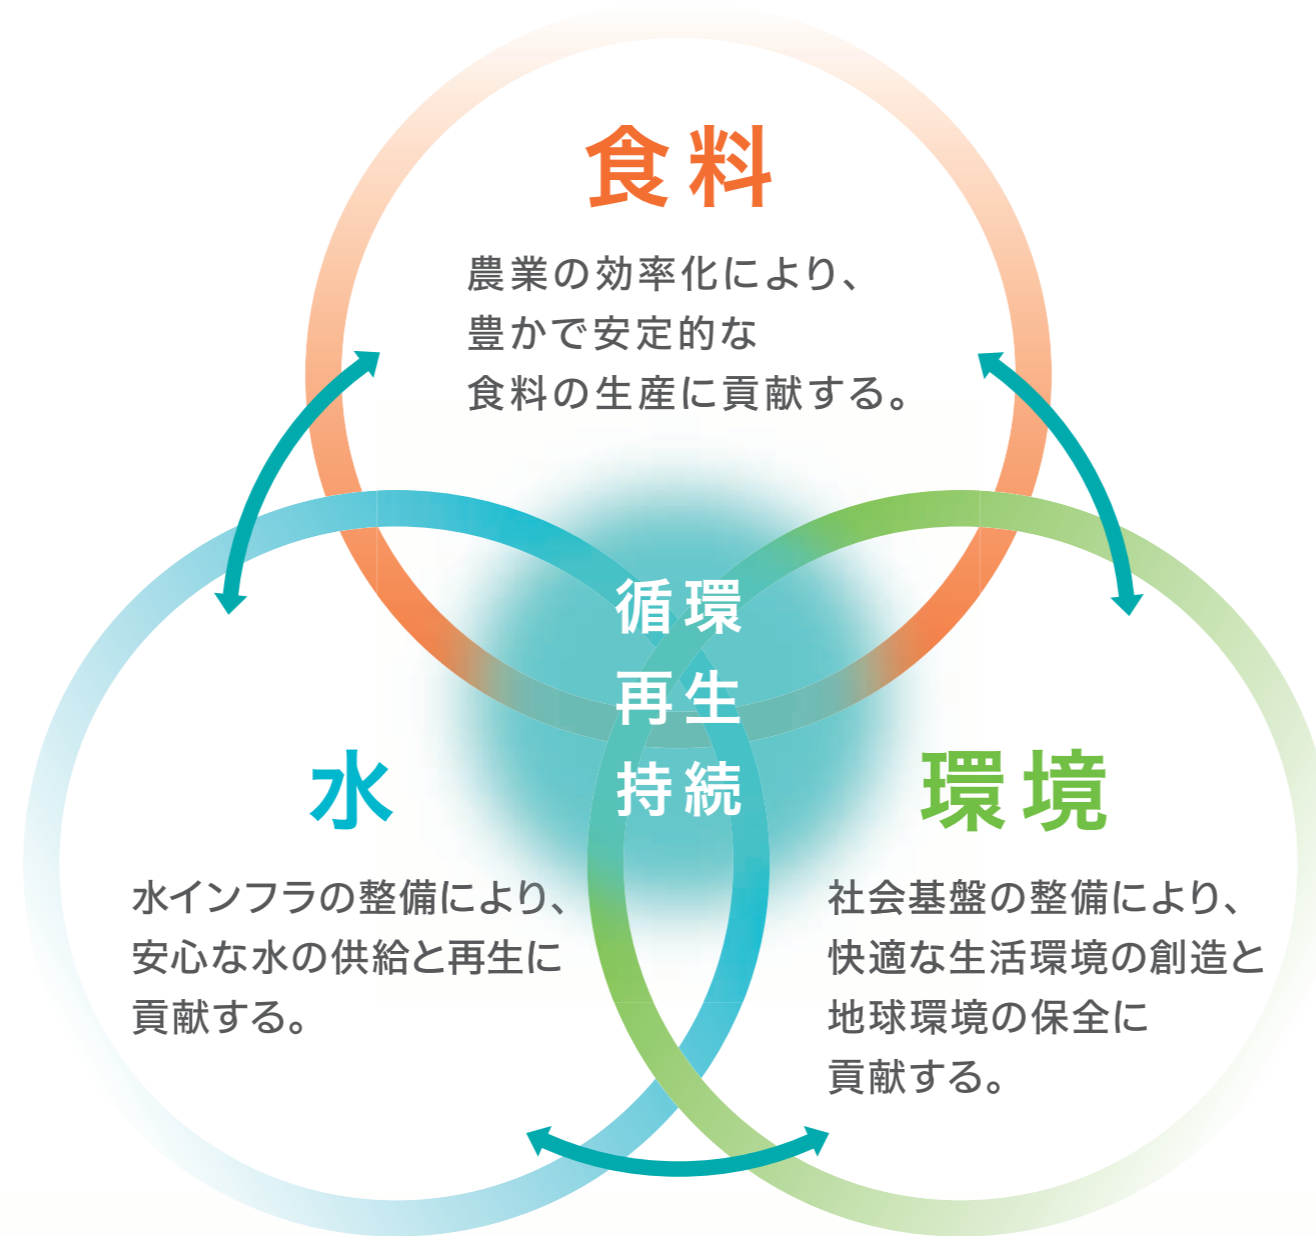 食料
農業の効率化により、
豊かで安定的な
食料の生産に貢献する。
循環
再生
持続
水
水インフラの整備により、
安心な水の供給と再生に
貢献する。
環境
社会基盤の整備により、
快適な生活環境の創造と
地球環境の保全に
貢献する。